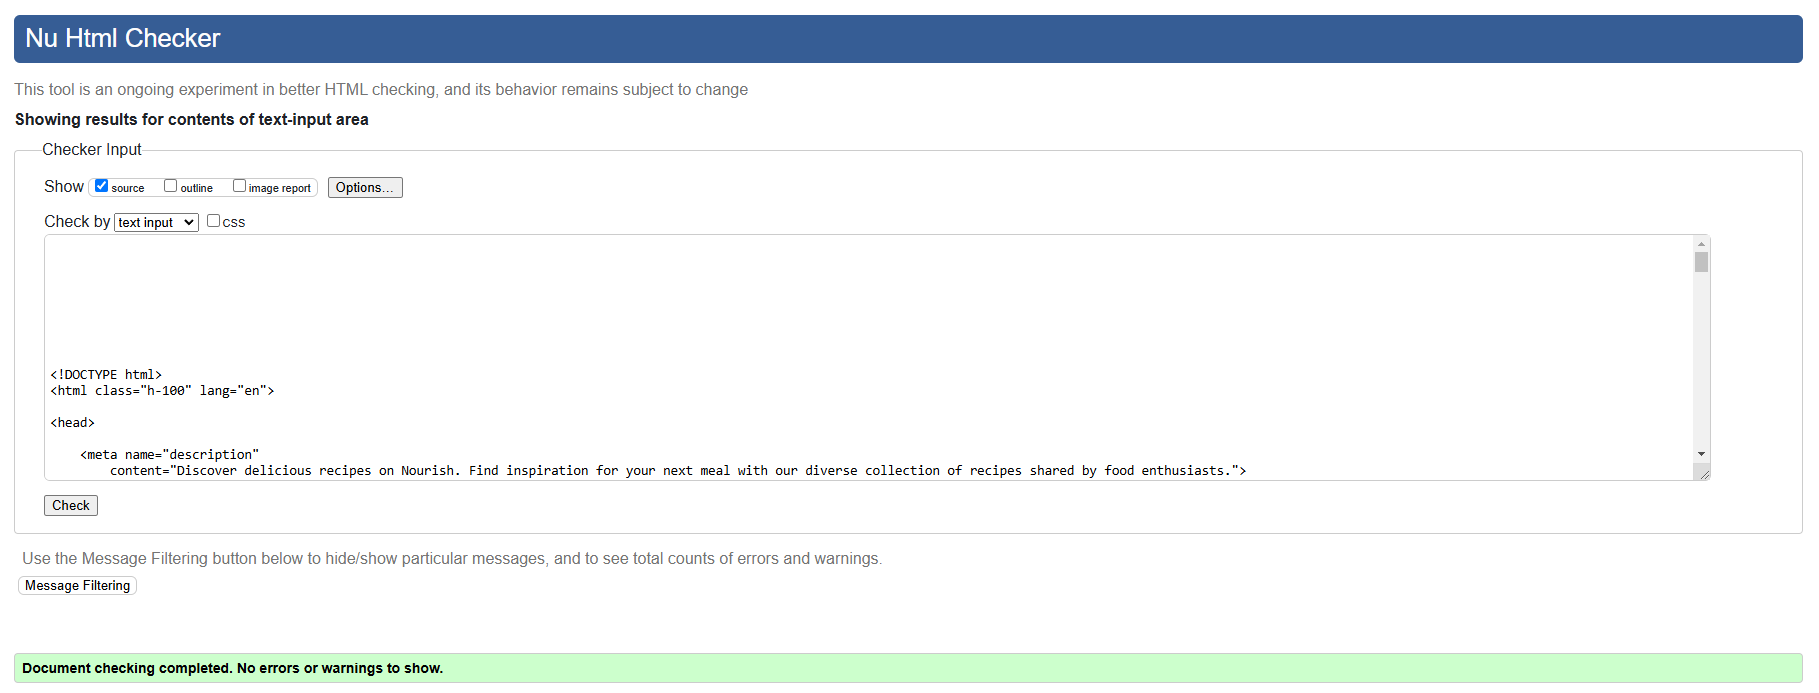 Nu Html Checker
This tool is an ongoing experiment in better HTML checking, and its behavior remains subject to change
Showing results for contents of text-input area
Checker Input
Show source outline image report Options...
Check by text input css
<!DOCTYPE html>
<html class="h-100" lang="en">
<head>
<meta name="description"
content="Discover delicious recipes on Nourish. Find inspiration for your next meal with our diverse collection of recipes shared by food enthusiasts.">
Check
Use the Message Filtering button below to hide/show particular messages, and to see total counts of errors and warnings.
Message Filtering
Document checking completed. No errors or warnings to show.